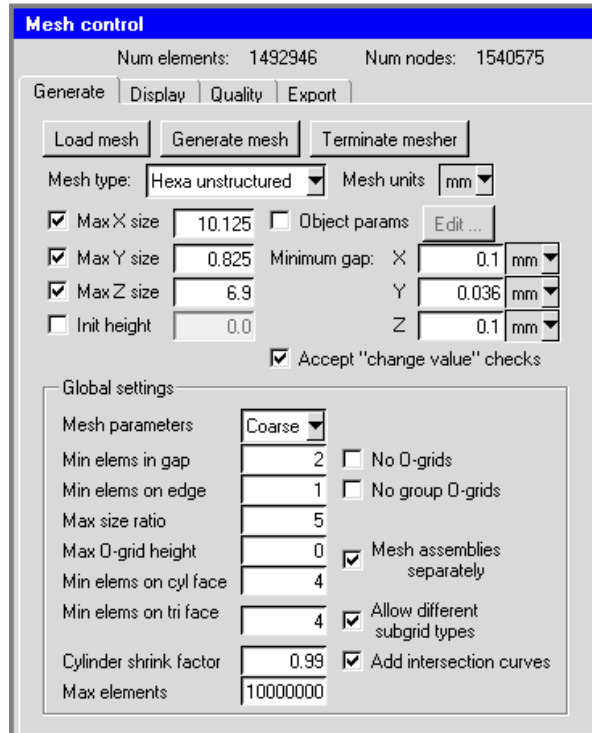 Mesh control
Num elements: 1492946 Num nodes: 1540575
Generate Display Quality Export
Load mesh Generate mesh Terminate mesher
Mesh type: Hexa unstructured Mesh units mm
Max X size 10.125 Object params Edit ...
Max Y size 0.825 Minimum gap: X 0.1 mm
Max Z size 6.9 Y 0.036 mm
Init height 0.0 Z 0.1 mm
Accept "change value" checks
Global settings
Mesh parameters Coarse
Min elems in gap 2 No O-grids
Min elems on edge 1 No group O-grids
Max size ratio 5
Max O-grid height 0 Mesh assemblies
separately
Min elems on cyl face 4
Min elems on tri face 4 Allow different
subgrid types
Cylinder shrink factor 0.99 Add intersection curves
Max elements 10000000